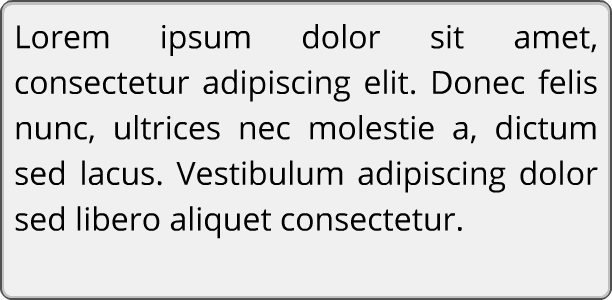 Lorem ipsum dolor sit amet,
consectetur adipiscing elit. Donec felis
nunc, ultrices nec molestie a, dictum
sed lacus. Vestibulum adipiscing dolor
sed libero aliquet consectetur.